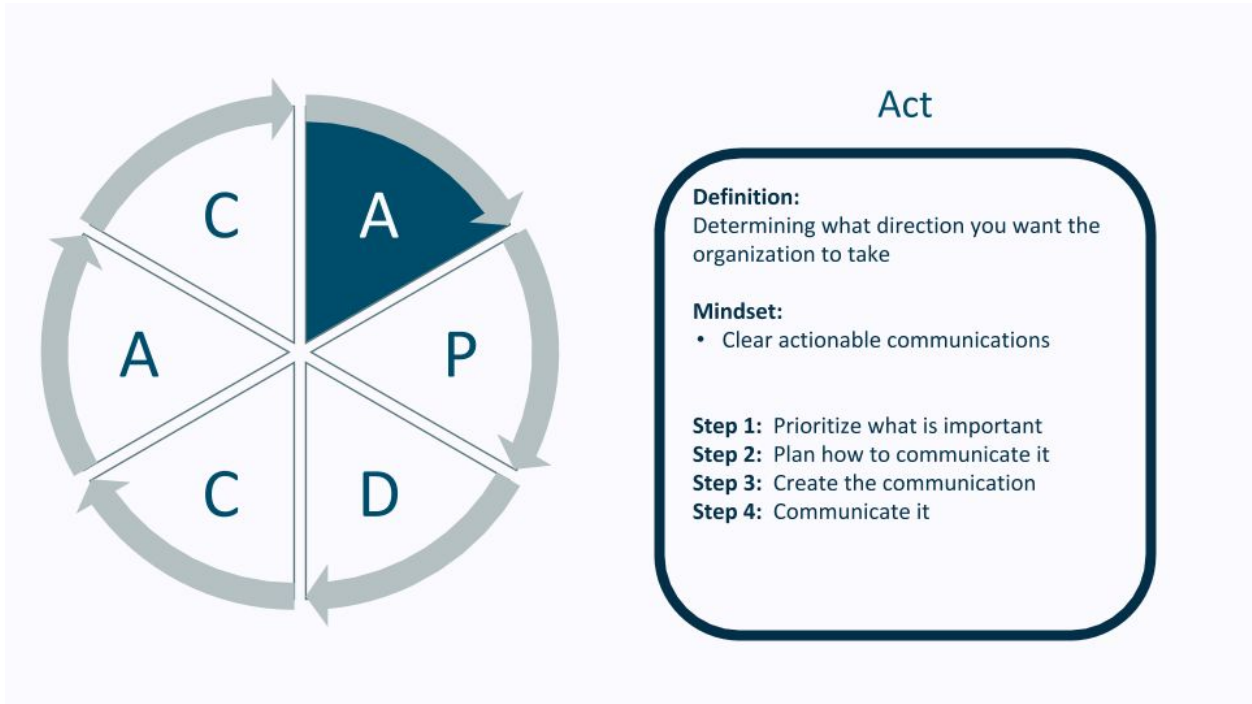 Act
C
A
A
P
C
D
Definition:
Determining what direction you want the
organization to take
Mindset:
• Clear actionable communications
Step 1: Prioritize what is important
Step 2: Plan how to communicate it
Step 3: Create the communication
Step 4: Communicate it